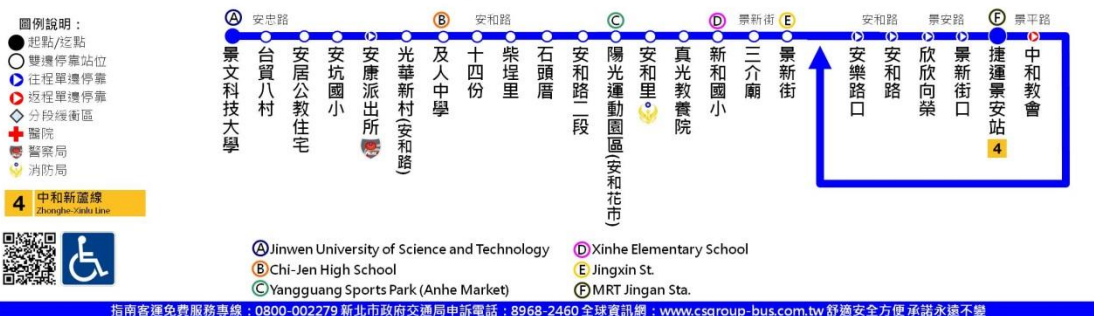 圖例說明：
起點/迄點
雙邊停靠站位
往程單邊停靠
返程單邊停靠
分段緩衝區
醫院
警察局
消防局
4 中和新蘆線
Zhonghe-Xinlu Line
A 安忠路 B 安和路 C D 景新街 E 安和路 景安路 F 景平路
景文科技大學
台貿八村
安居公教住宅
安坑國小
安康派出所
光華新村(安和路)
及人中學
十四份
柴埕里
石頭厝
安和路二段
陽光運動園區(安和花市)
安和里
真光教養院
新和國小
三介廟
景新街
安樂路口
安和路
欣欣向榮
景新街口
捷運景安站
4
中和教會
A Jinwen University of Science and Technology
B Chi-Jen High School
C Yangguang Sports Park (Anhe Market)
D Xinhe Elementary School
E Jingxin St.
F MRT Jingan Sta.
指南客運免費服務專線：0800-002279 新北市政府交通局申訴電話：8968-2460 全球資訊網：www.csgroup-bus.com.tw 舒適安全方便 承諾永遠不變